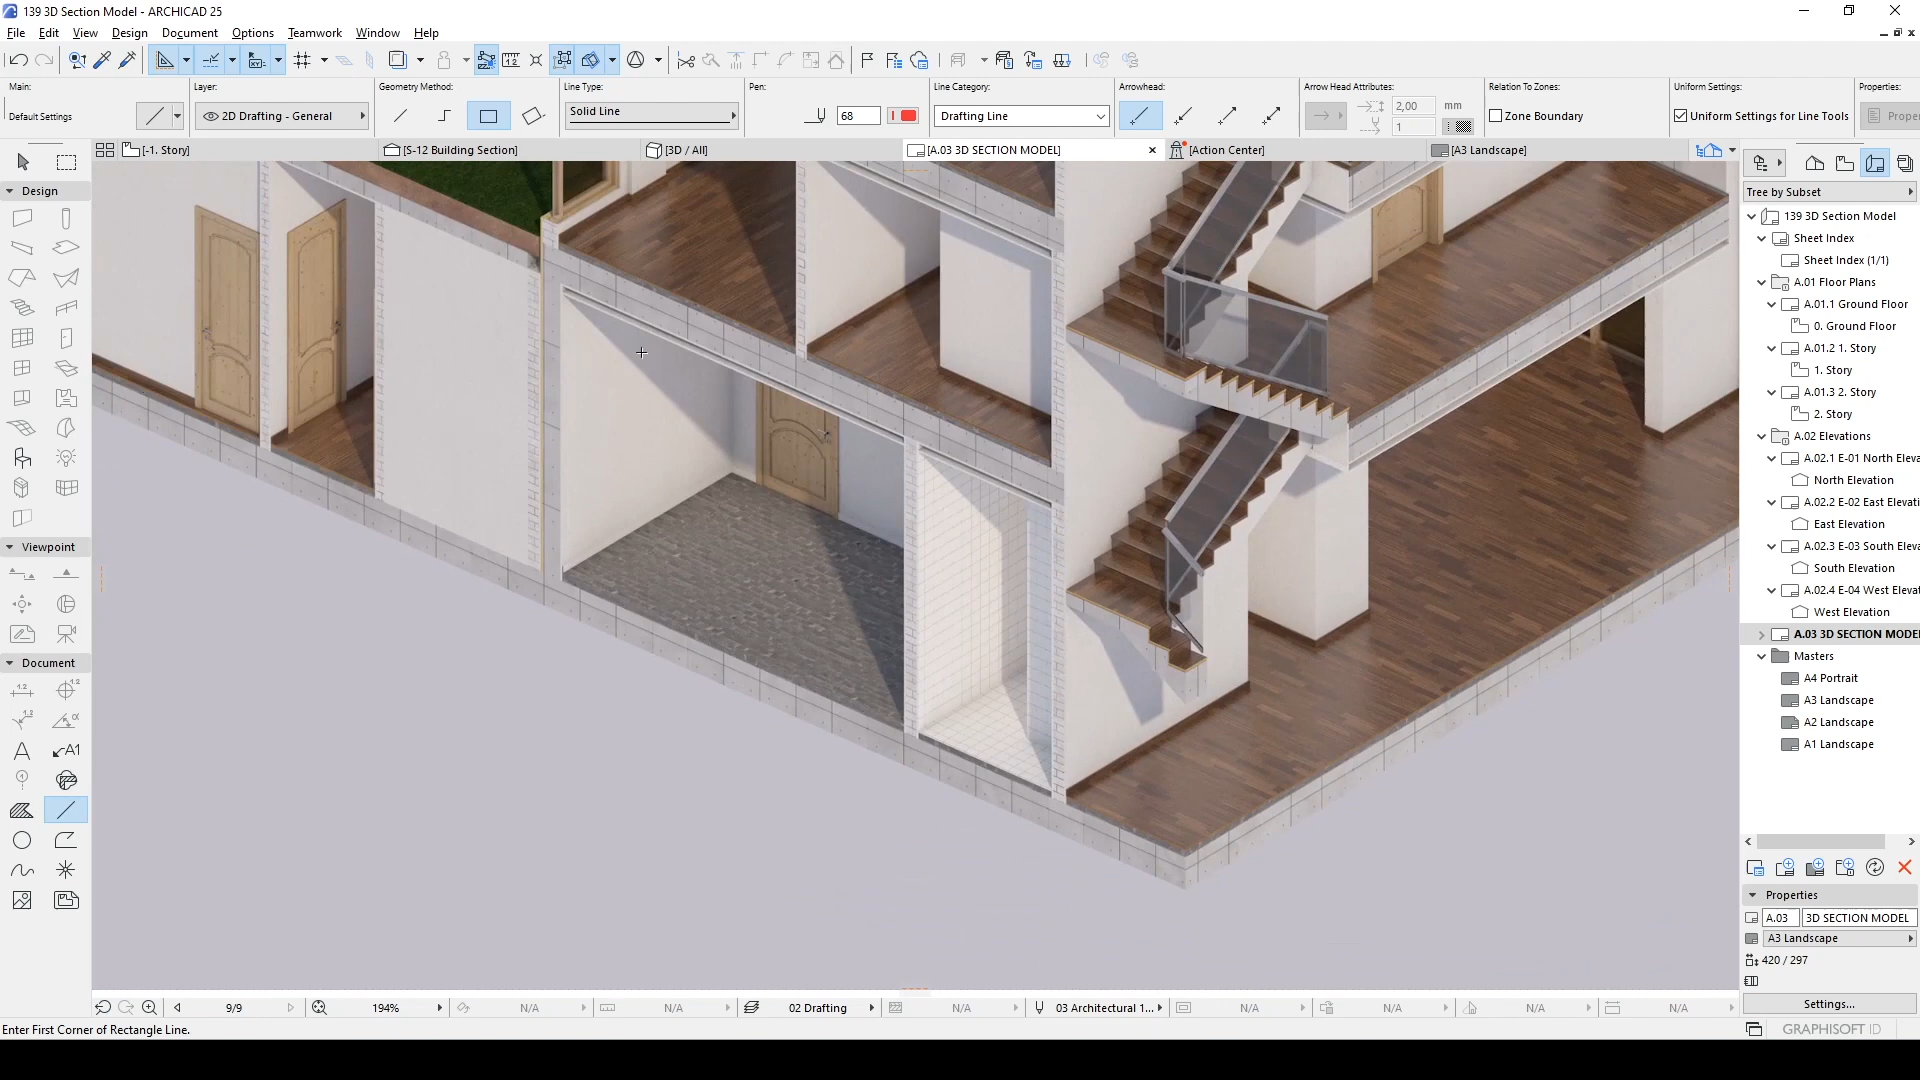 139 3D Section Model - ARCHICAD 25
File Edit View Design Document Options Teamwork Window Help
Main: Layer: Geometry Method: Line Type: Pen: Line Category: Arrowhead: Arrow Head Attributes: Relation To Zones: Uniform Settings: Properties:
Default Settings 2D Drafting - General Solid Line 68 Drafting Line 2,00 mm 1 Zone Boundary Uniform Settings for Line Tools Proper
[-1. Story] [S-12 Building Section] [3D / All] [A.03 3D SECTION MODEL] [Action Center] [A3 Landscape]
Design
Viewpoint
Document
1.2
1.2
A A1
1
Tree by Subset
139 3D Section Model
Sheet Index
Sheet Index (1/1)
A.01 Floor Plans
A.01.1 Ground Floor
0. Ground Floor
A.01.2 1. Story
1. Story
A.01.3 2. Story
2. Story
A.02 Elevations
A.02.1 E-01 North Eleva
North Elevation
A.02.2 E-02 East Elevati
East Elevation
A.02.3 E-03 South Eleva
South Elevation
A.02.4 E-04 West Elevat
West Elevation
A.03 3D SECTION MODEL
Masters
A4 Portrait
A3 Landscape
A2 Landscape
A1 Landscape
Properties
A.03 3D SECTION MODEL
A3 Landscape
420 / 297
Settings...
9/9 194% N/A N/A 02 Drafting N/A 03 Architectural 1... N/A N/A N/A N/A
Enter First Corner of Rectangle Line.
GRAPHISOFT ID